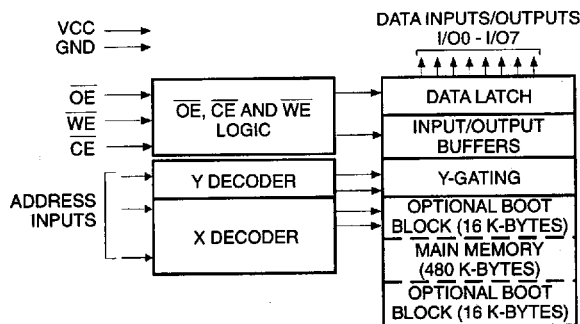 DATA INPUTS/OUTPUTS
I/O0 - I/O7
VCC
GND
OE
WE
CE
OE, CE AND WE
LOGIC
DATA LATCH
INPUT/OUTPUT
BUFFERS
ADDRESS
INPUTS
Y DECODER
Y-GATING
X DECODER
OPTIONAL BOOT
BLOCK (16 K-BYTES)
MAIN MEMORY
(480 K-BYTES)
OPTIONAL BOOT
BLOCK (16 K-BYTES)